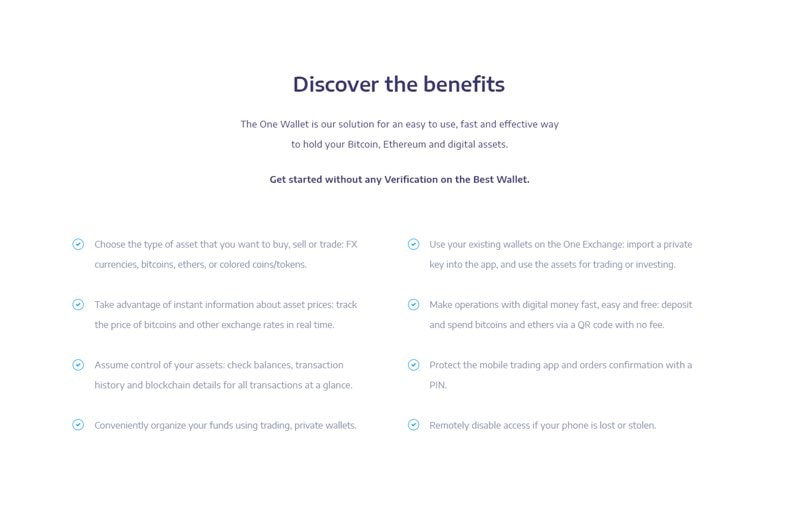 Discover the benefits
The One Wallet is our solution for an easy to use, fast and effective way
to hold your Bitcoin, Ethereum and digital assets.
Get started without any Verification on the Best Wallet.
Choose the type of asset that you want to buy, sell or trade: FX
currencies, bitcoins, ethers, or colored coins/tokens.
Take advantage of instant information about asset prices: track
the price of bitcoins and other exchange rates in real time.
Assume control of your assets: check balances, transaction
history and blockchain details for all transactions at a glance.
Conveniently organize your funds using trading, private wallets.
Use your existing wallets on the One Exchange: import a private
key into the app, and use the assets for trading or investing.
Make operations with digital money fast, easy and free: deposit
and spend bitcoins and ethers via a QR code with no fee.
Protect the mobile trading app and orders confirmation with a
PIN.
Remotely disable access if your phone is lost or stolen.